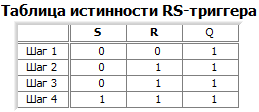 Таблица истинности RS-триггера
S R Q
Шаг 1 0 0 1
Шаг 2 0 1 1
Шаг 3 0 1 1
Шаг 4 1 1 1